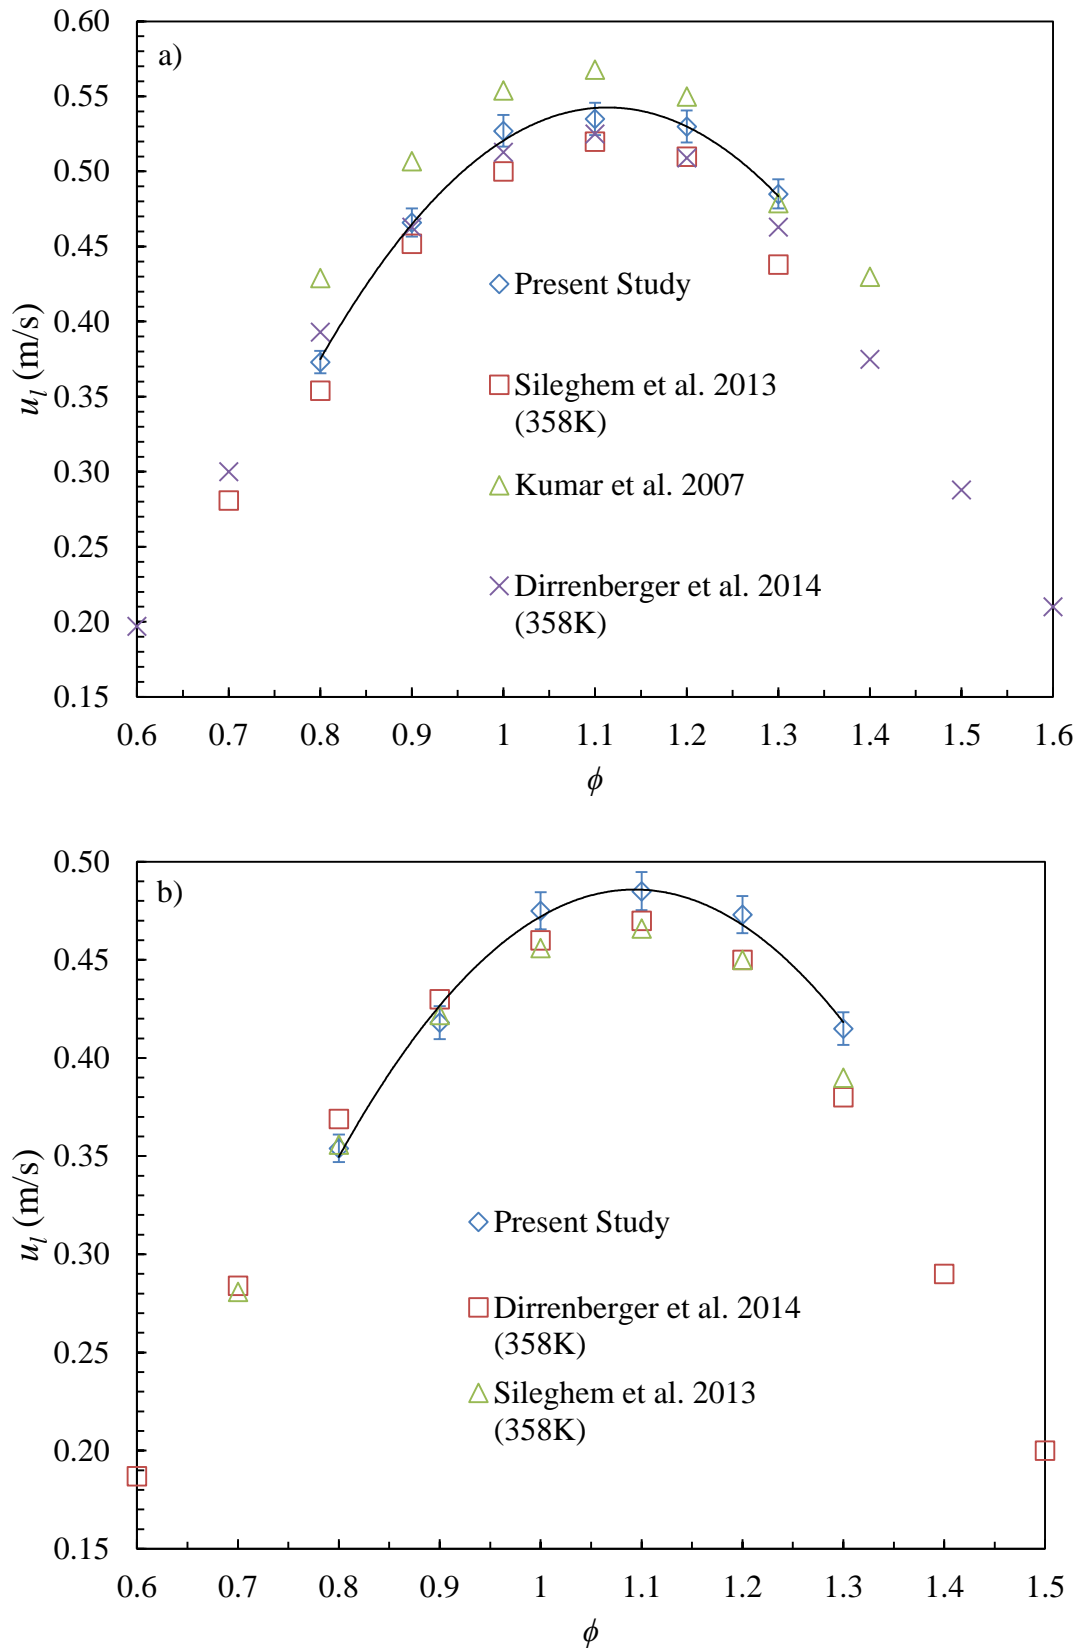 0.60
a)
0.55
0.50
0.45
0.40
0.35
0.30
0.25
0.20
0.15
u_l (m/s)
Present Study
Sileghem et al. 2013
(358K)
Kumar et al. 2007
Dirrenberger et al. 2014
(358K)
0.6 0.7 0.8 0.9 1 1.1 1.2 1.3 1.4 1.5 1.6
ϕ
0.50
b)
0.45
0.40
0.35
0.30
0.25
0.20
0.15
u_l (m/s)
Present Study
Dirrenberger et al. 2014
(358K)
Sileghem et al. 2013
(358K)
0.6 0.7 0.8 0.9 1 1.1 1.2 1.3 1.4 1.5
ϕ